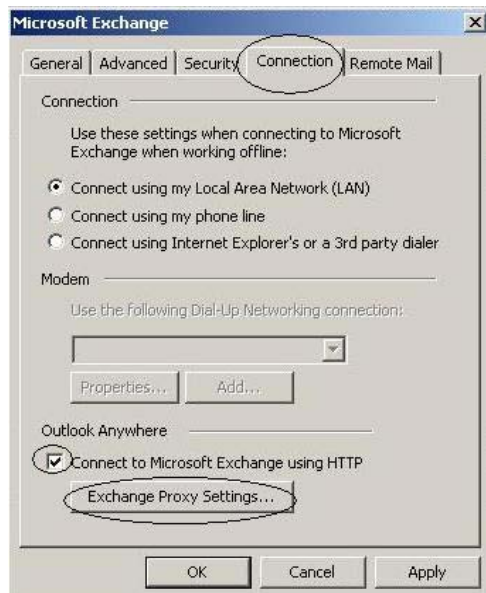 Microsoft Exchange
General Advanced Security Connection Remote Mail
Connection
Use these settings when connecting to Microsoft
Exchange when working offline:
Connect using my Local Area Network (LAN)
Connect using my phone line
Connect using Internet Explorer's or a 3rd party dialer
Modem
Use the following Dial-Up Networking connection:
Properties... Add...
Outlook Anywhere
Connect to Microsoft Exchange using HTTP
Exchange Proxy Settings...
OK Cancel Apply